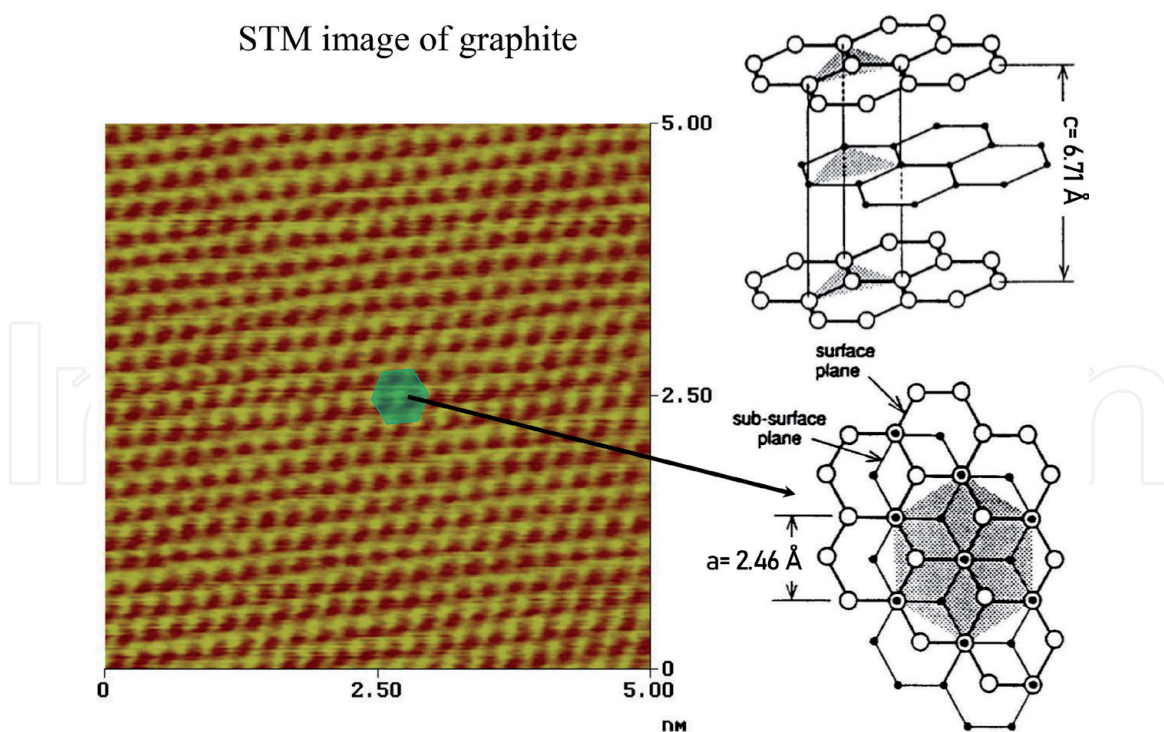 STM image of graphite
5.00
2.50
0
0
2.50
5.00
nм
c= 6.71 Å
surface
plane
sub-surface
plane
a= 2.46 Å